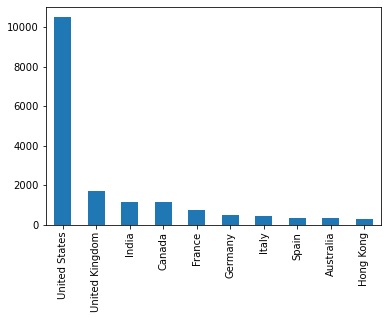 10000
8000
6000
4000
2000
0
United States
United Kingdom
India
Canada
France
Germany
Italy
Spain
Australia
Hong Kong